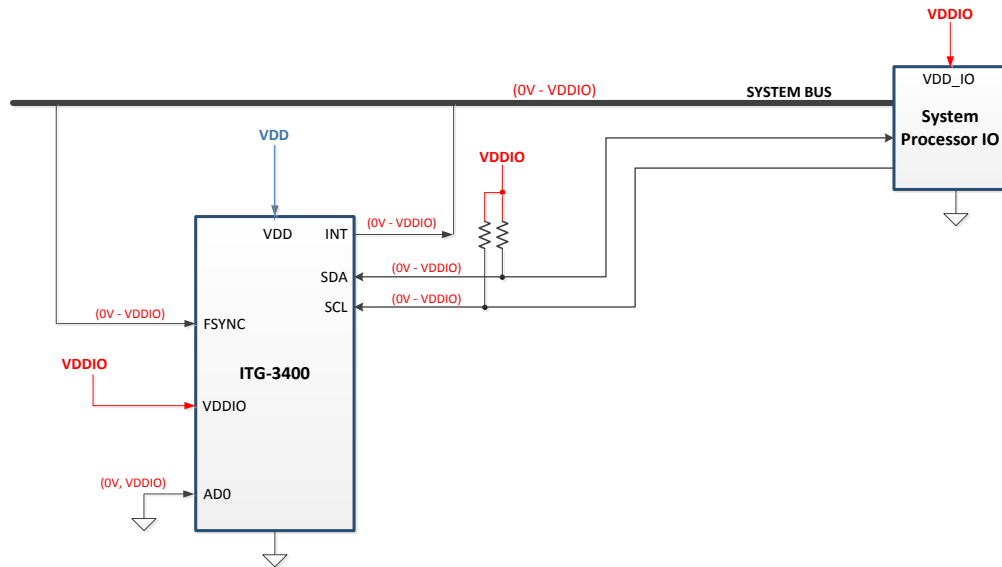 VDDIO
VDD_IO
System
Processor IO
(0V - VDDIO)
SYSTEM BUS
VDD
VDDIO
(0V - VDDIO)
VDD
INT
(0V - VDDIO)
SDA
(0V - VDDIO)
SCL
(0V - VDDIO)
FSYNC
VDDIO
ITG-3400
VDDIO
(0V, VDDIO)
AD0